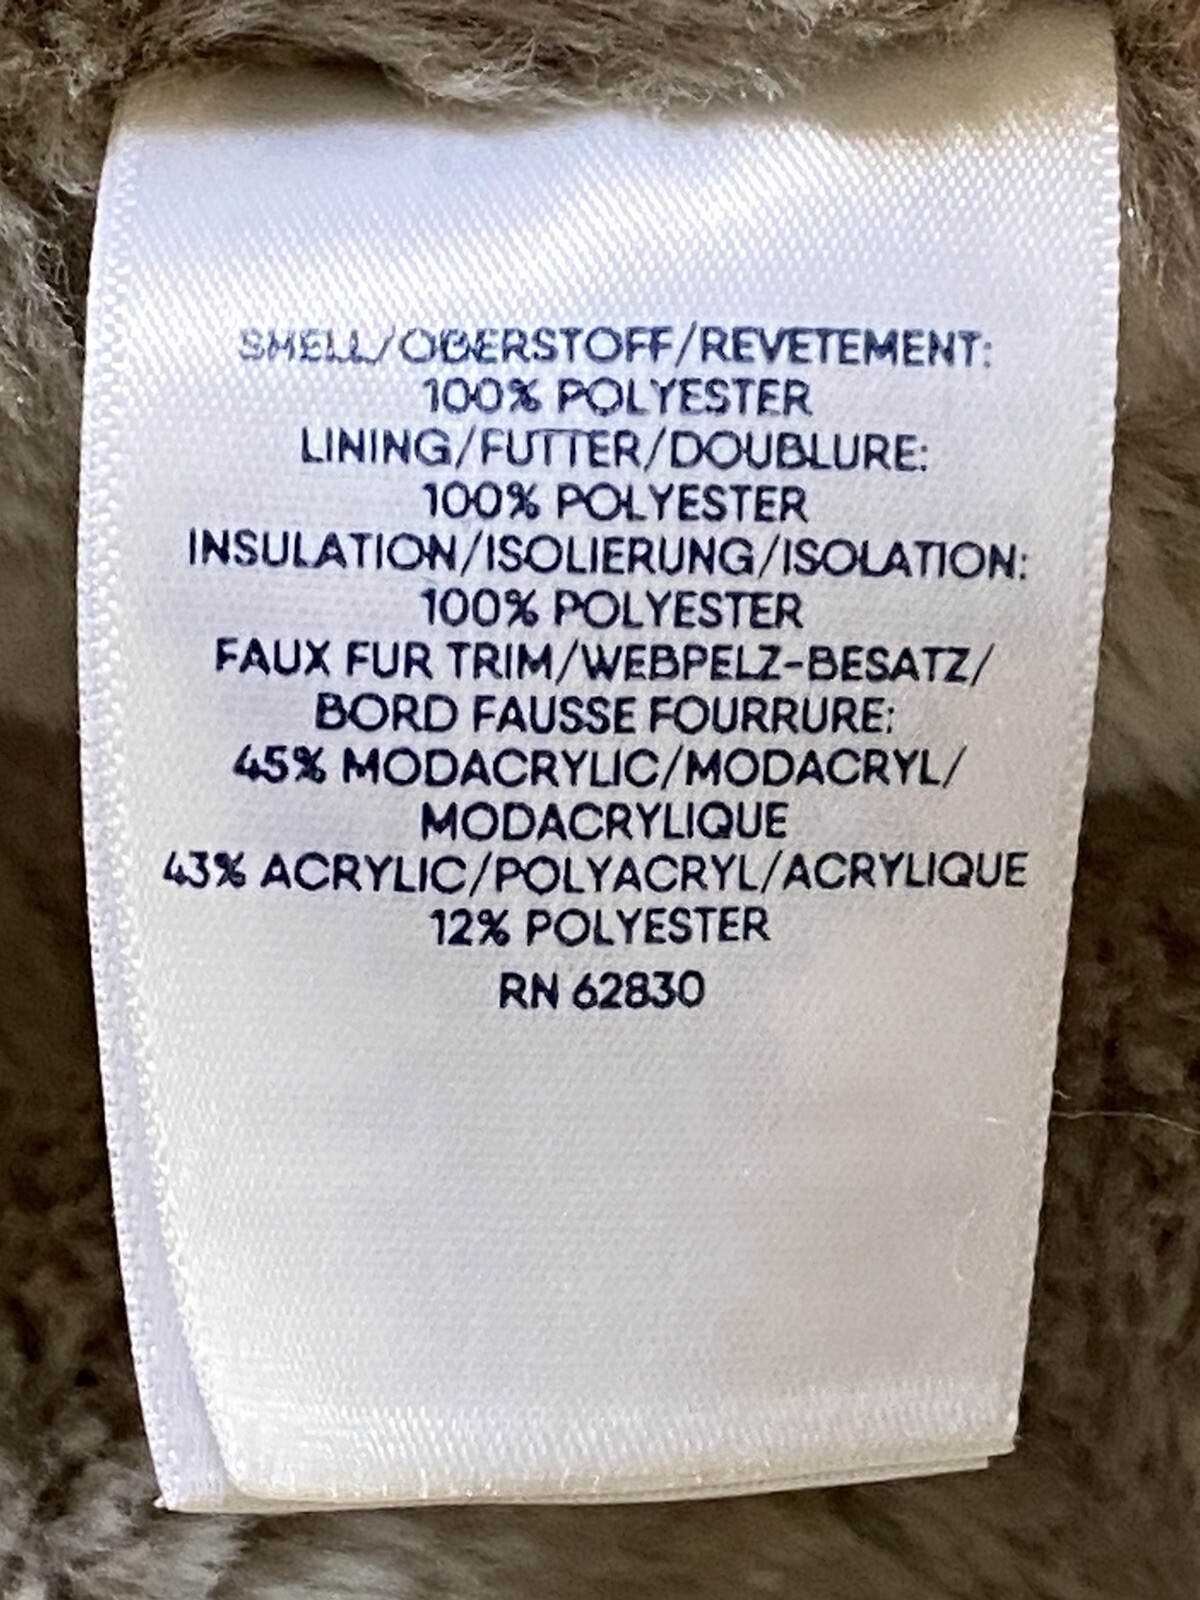 SHELL/OBERSTOFF/REVETEMENT:
100% POLYESTER
LINING/FUTTER/DOUBLURE:
100% POLYESTER
INSULATION/ISOLIERUNG/ISOLATION:
100% POLYESTER
FAUX FUR TRIM/WEBPELZ-BESATZ/
BORD FAUSSE FOURRURE:
45% MODACRYLIC/MODACRYL/
MODACRYLIQUE
43% ACRYLIC/POLYACRYL/ACRYLIQUE
12% POLYESTER
RN 62830